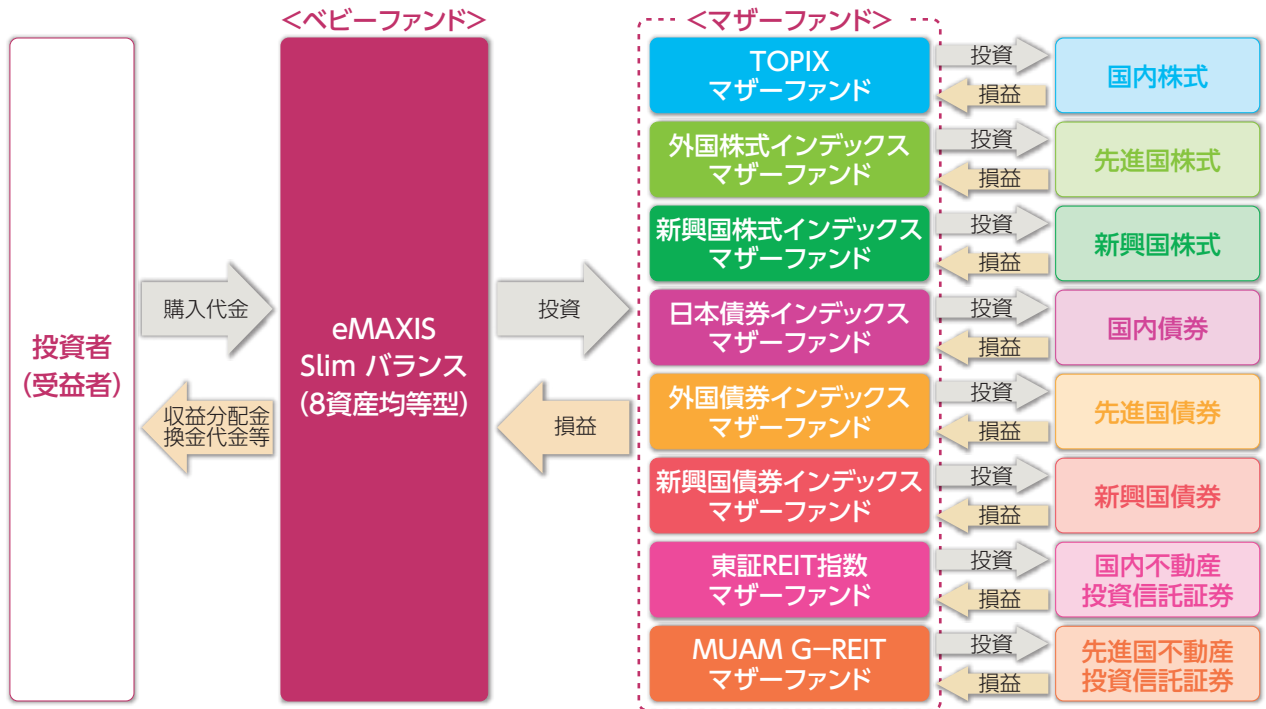 <ベビーファンド>
<マザーファンド>
投資者
(受益者)
購入代金
収益分配金
換金代金等
eMAXIS
Slim バランス
(8資産均等型)
投資
損益
TOPIX
マザーファンド
投資
損益
国内株式
外国株式インデックス
マザーファンド
投資
損益
先進国株式
新興国株式インデックス
マザーファンド
投資
損益
新興国株式
日本債券インデックス
マザーファンド
投資
損益
国内債券
外国債券インデックス
マザーファンド
投資
損益
先進国債券
新興国債券インデックス
マザーファンド
投資
損益
新興国債券
東証REIT指数
マザーファンド
投資
損益
国内不動産
投資信託証券
MUAM G−REIT
マザーファンド
投資
損益
先進国不動産
投資信託証券